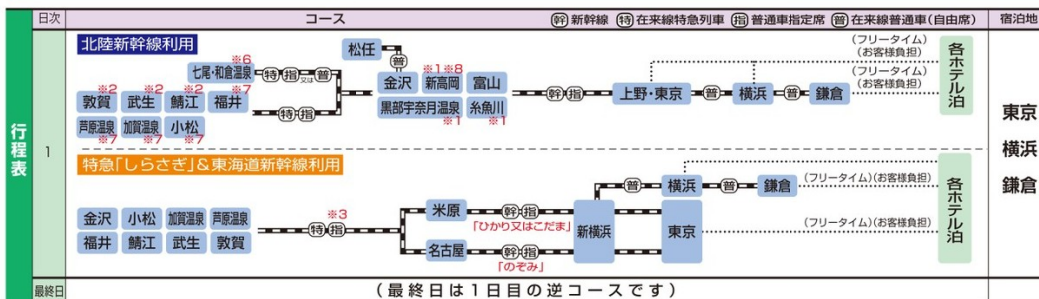 日次 コース 幹新幹線 特在来線特急列車 指普通車指定席 普在来線普通車(自由席) 宿泊地
行程表
1
北陸新幹線利用
松任
普
※6
七尾・和倉温泉
特 指 又は 普
※2 ※2 ※2 ※7
敦賀 武生 鯖江 福井
芦原温泉 加賀温泉 小松
※7 ※7 ※7
特 指
※1 ※8
金沢 新高岡 富山
黒部宇奈月温泉 糸魚川
※1 ※1
幹 指
上野・東京
普
横浜
普
鎌倉
(フリータイム)
(お客様負担)
(フリータイム)
(お客様負担)
各ホテル泊
特急「しらさぎ」&東海道新幹線利用
金沢 小松 加賀温泉 芦原温泉
福井 鯖江 武生 敦賀
※3
特 指
米原
幹 指
「ひかり又はこだま」
名古屋
幹 指
「のぞみ」
新横浜
普
横浜
普
鎌倉
東京
(フリータイム)(お客様負担)
(フリータイム)(お客様負担)
各ホテル泊
東京
横浜
鎌倉
最終日 (最終日は1日目の逆コースです)